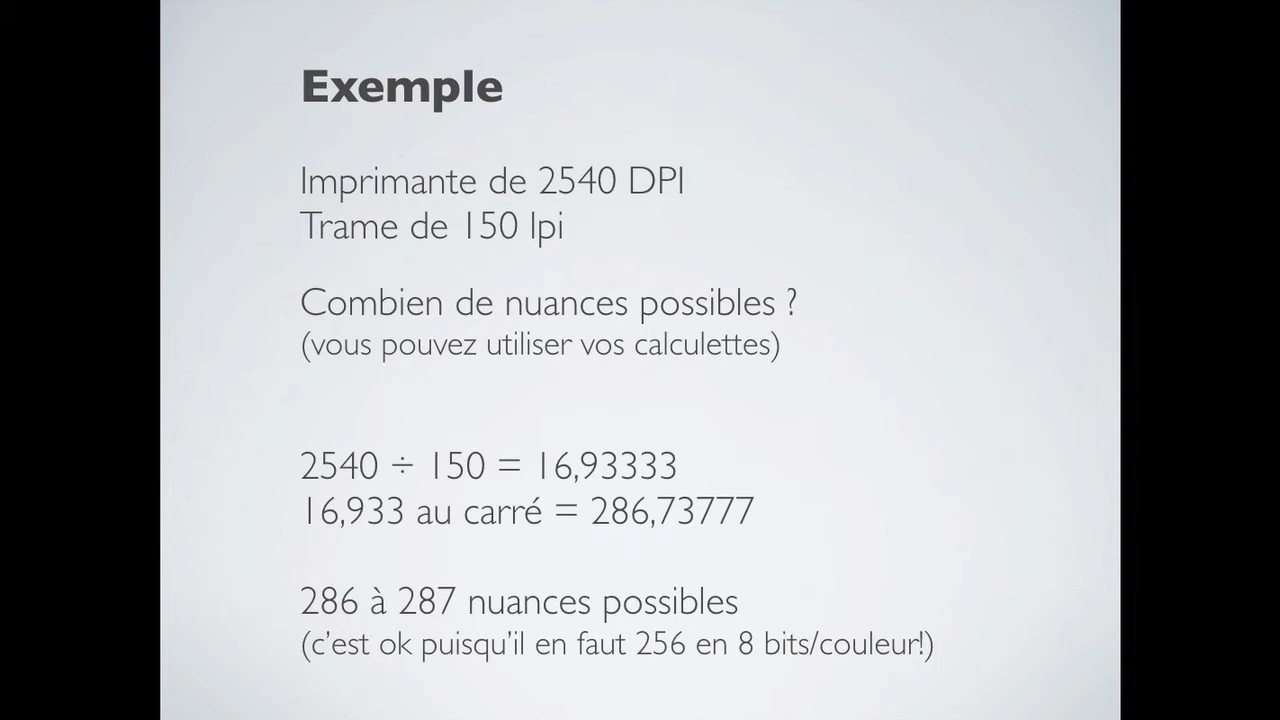 Exemple
Imprimante de 2540 DPI
Trame de 150 lpi
Combien de nuances possibles ?
(vous pouvez utiliser vos calculettes)
2540 ÷ 150 = 16,93333
16,933 au carré = 286,73777
286 à 287 nuances possibles
(c’est ok puisqu’il en faut 256 en 8 bits/couleur!)